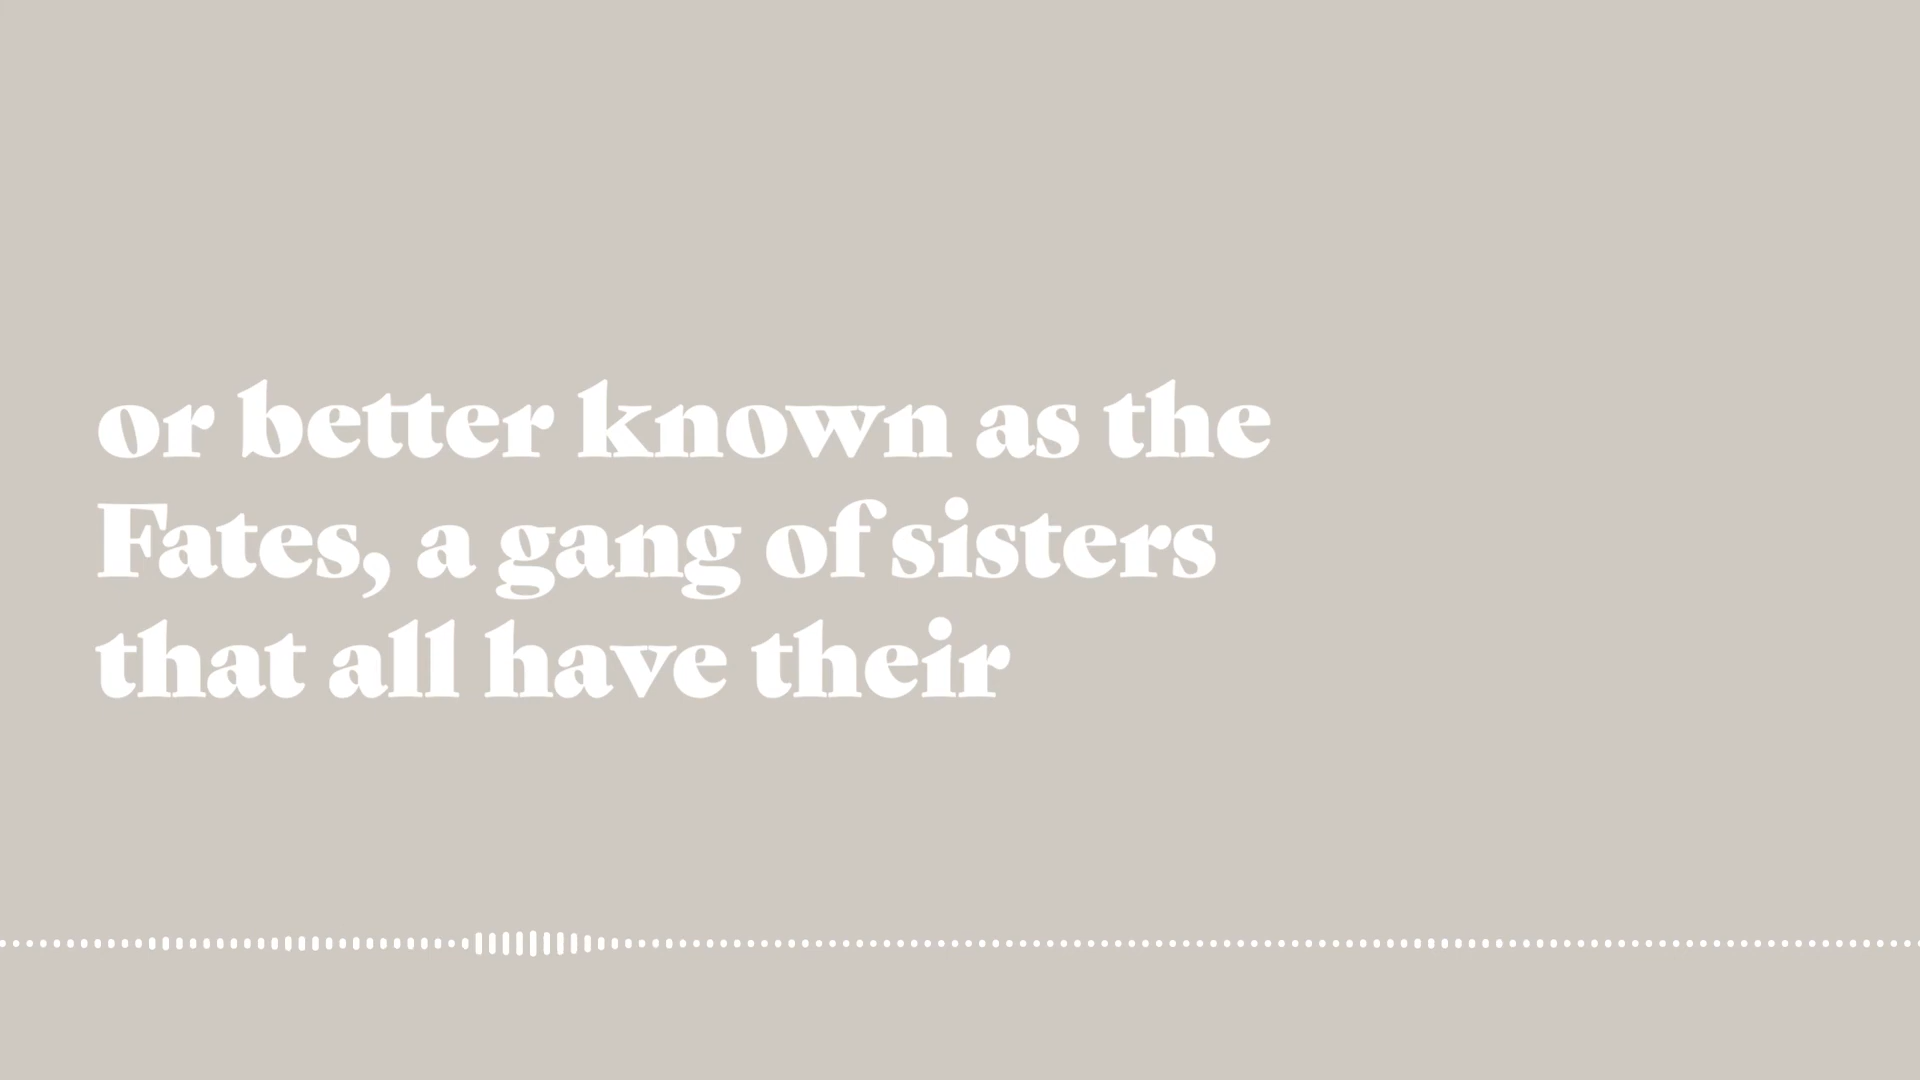 or better known as the
Fates, a gang of sisters
that all have their